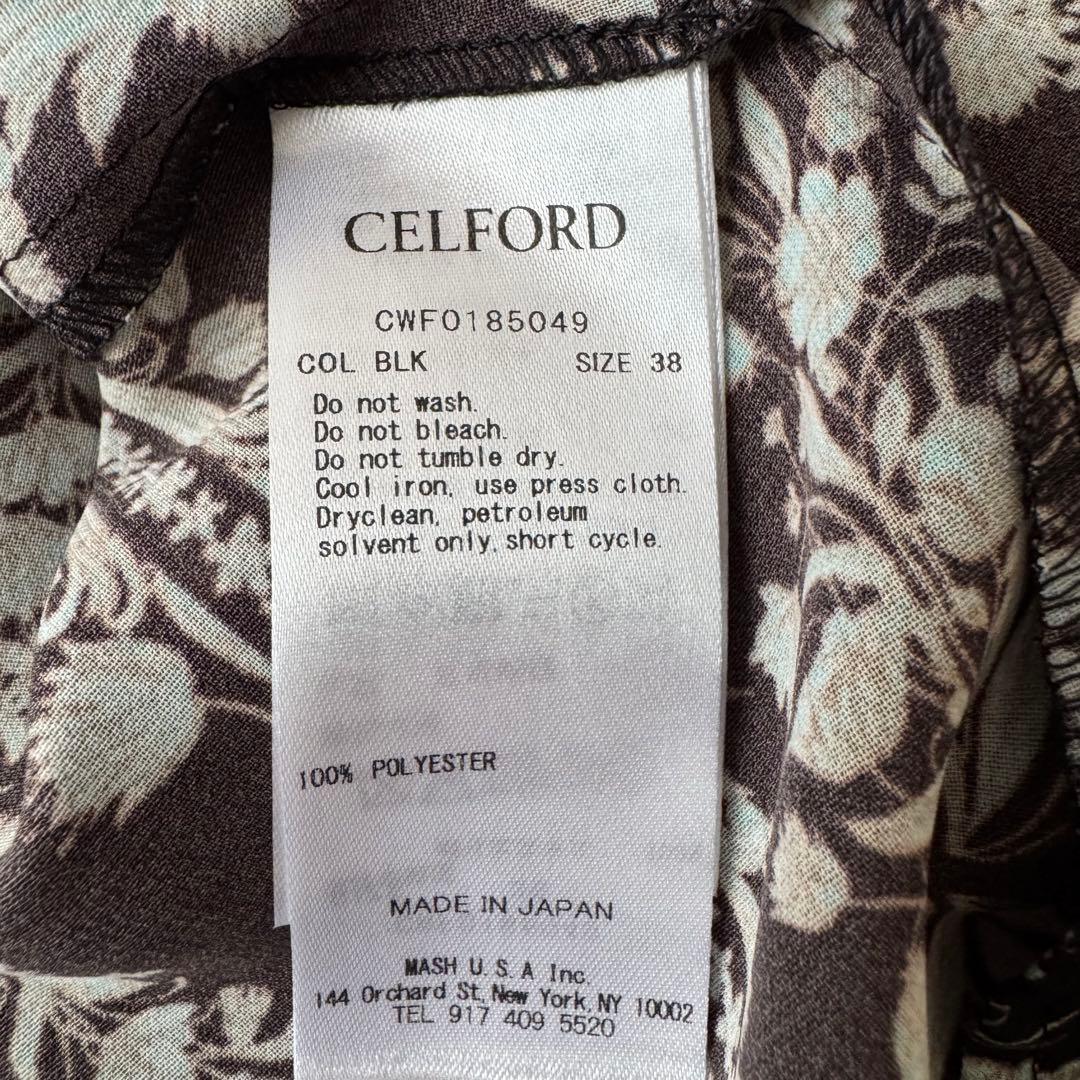 CELFORD
CWFO185049
COL BLK SIZE 38
Do not wash.
Do not bleach.
Do not tumble dry.
Cool iron, use press cloth.
Dryclean, petroleum
solvent only, short cycle.
100% POLYESTER
MADE IN JAPAN
MASH U.S.A Inc.
144 Orchard St, New York, NY 10002
TEL 917 409 5520